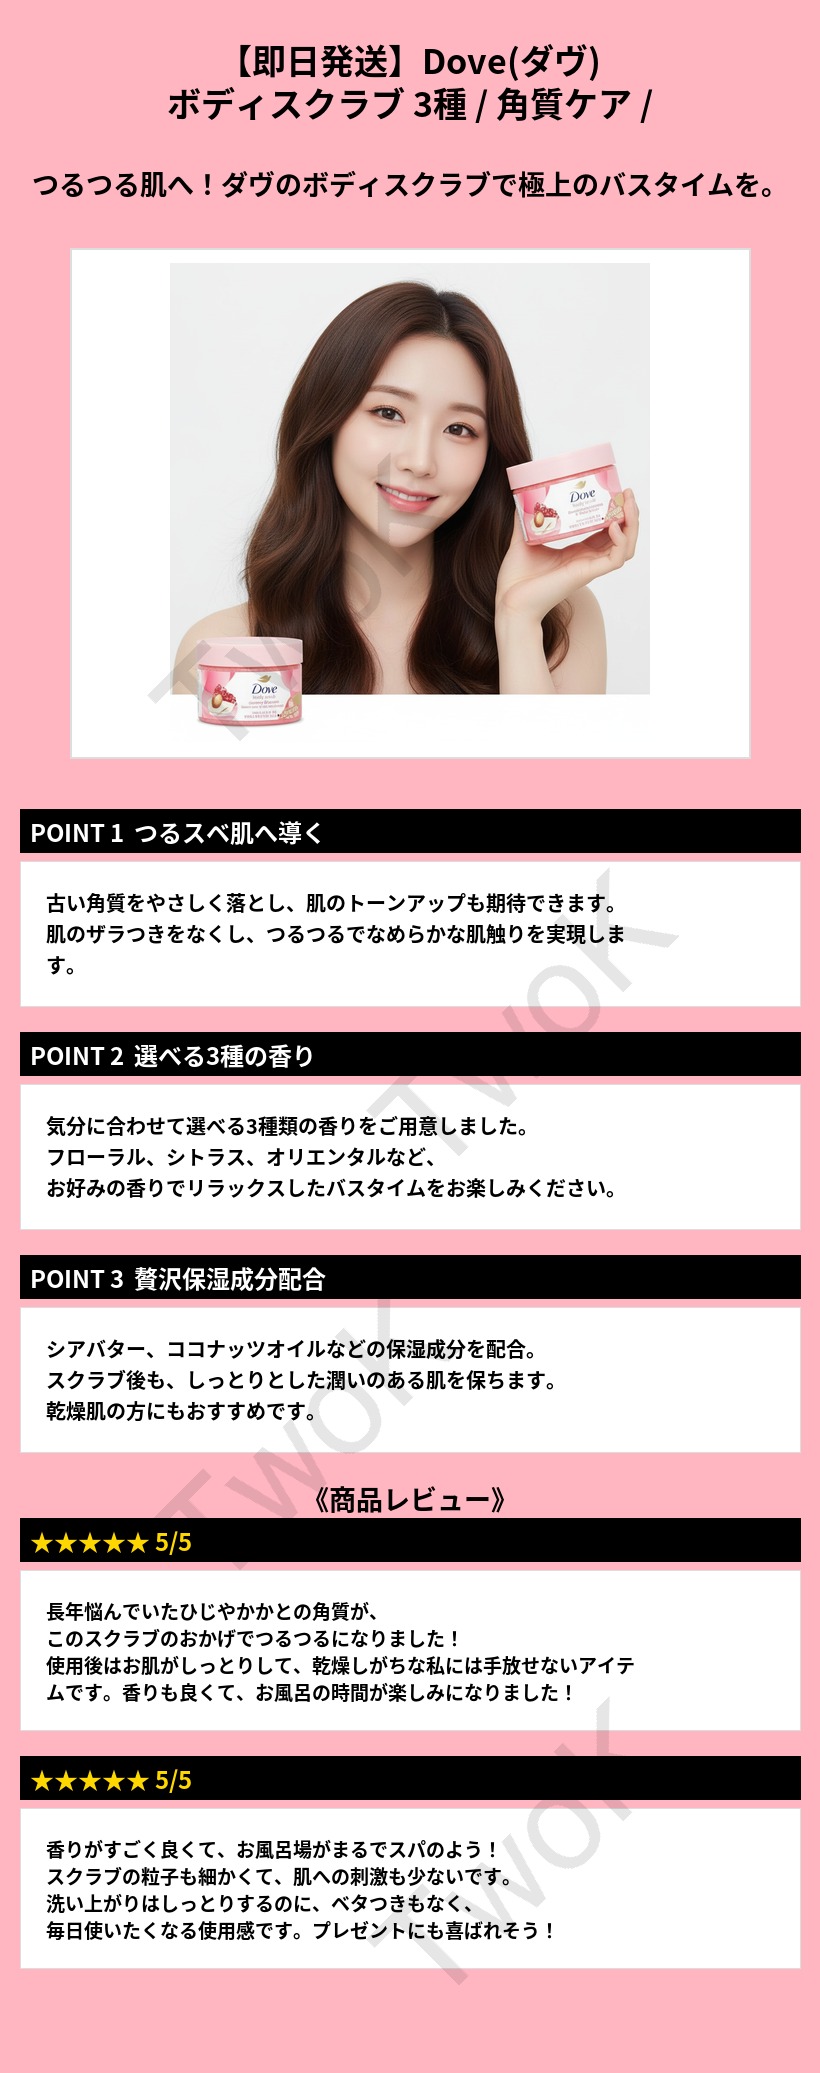 【即日発送】Dove(ダヴ)
ボディスクラブ 3種 / 角質ケア /
つるつる肌へ！ダヴのボディスクラブで極上のバスタイムを。
Dove
body scrub
Dove
body scrub
TwoK
POINT 1 つるスベ肌へ導く
古い角質をやさしく落とし、肌のトーンアップも期待できます。
肌のザラつきをなくし、つるつるでなめらかな肌触りを実現しま
す。
TwoK
POINT 2 選べる3種の香り
気分に合わせて選べる3種類の香りをご用意しました。
フローラル、シトラス、オリエンタルなど、
お好みの香りでリラックスしたバスタイムをお楽しみください。
POINT 3 贅沢保湿成分配合
シアバター、ココナッツオイルなどの保湿成分を配合。
スクラブ後も、しっとりとした潤いのある肌を保ちます。
乾燥肌の方にもおすすめです。
TwoK
《商品レビュー》
★★★★★ 5/5
長年悩んでいたひじやかかとの角質が、
このスクラブのおかげでつるつるになりました！
使用後はお肌がしっとりして、乾燥しがちな私には手放せないアイテ
ムです。香りも良くて、お風呂の時間が楽しみになりました！
★★★★★ 5/5
香りがすごく良くて、お風呂場がまるでスパのよう！
スクラブの粒子も細かくて、肌への刺激も少ないです。
洗い上がりはしっとりするのに、ベタつきもなく、
毎日使いたくなる使用感です。プレゼントにも喜ばれそう！
TwoK